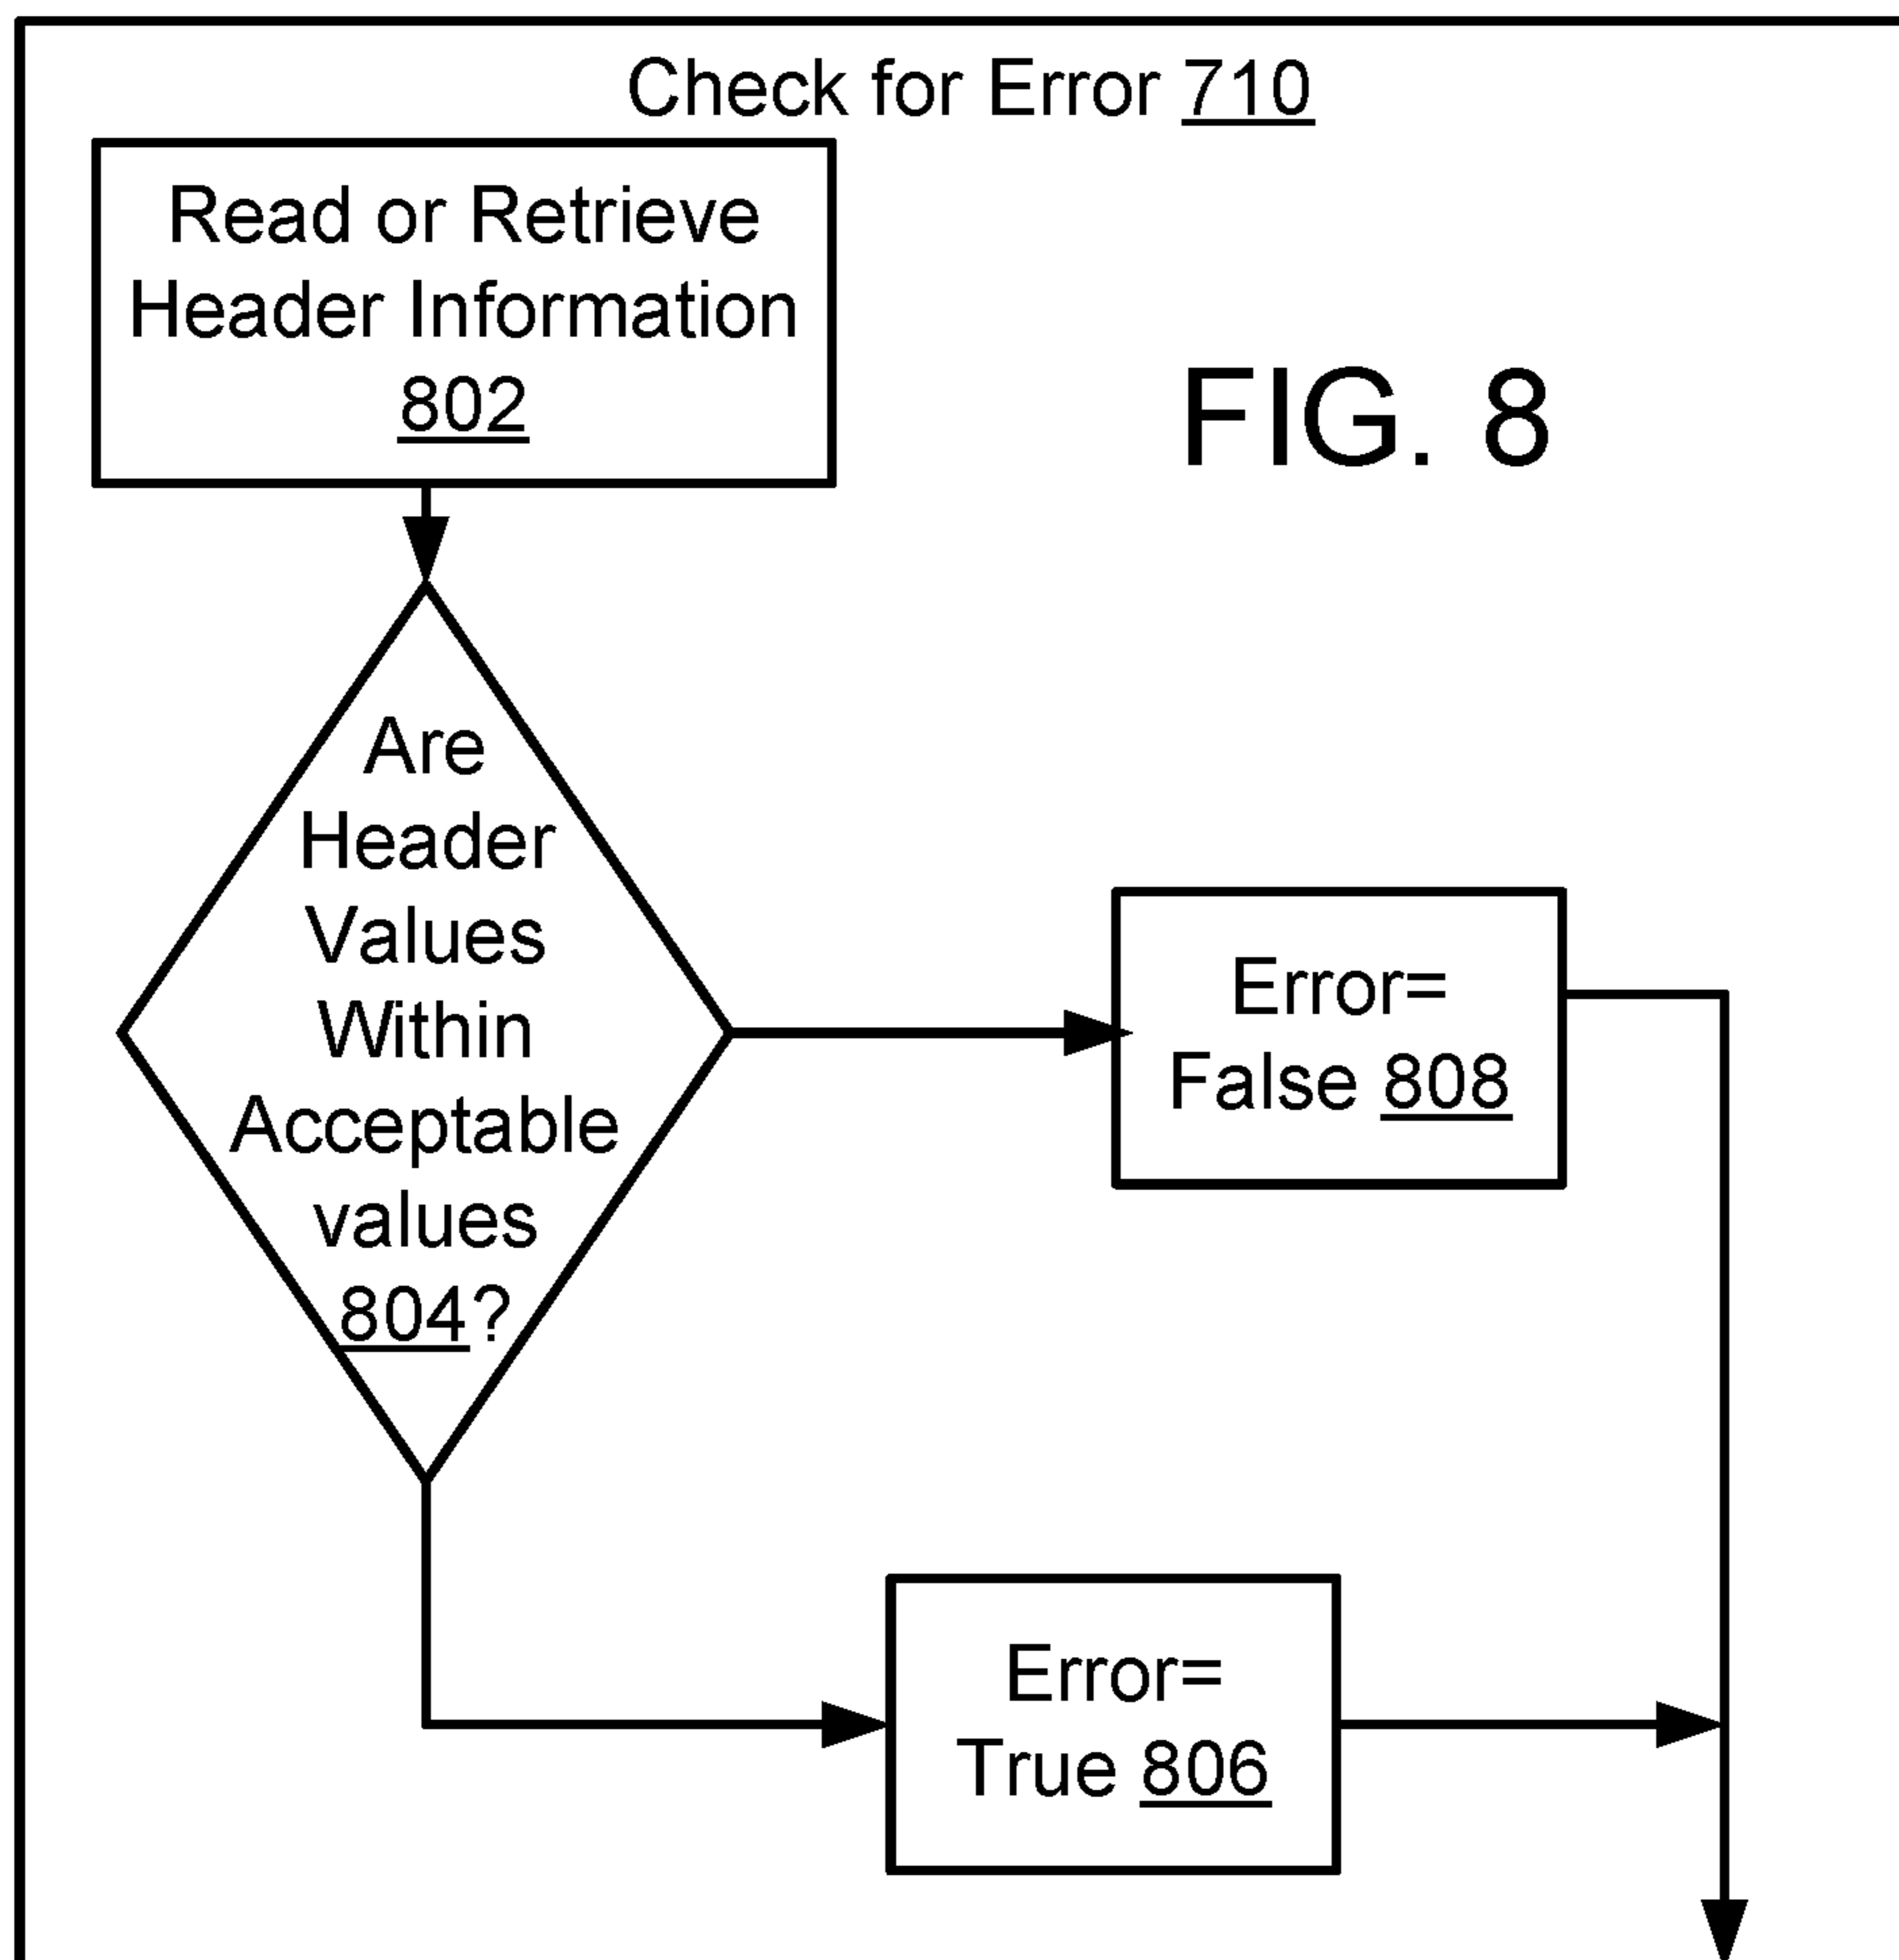 Check for Error 710
Read or Retrieve
Header Information
802
FIG. 8
Are
Header
Values
Within
Acceptable
values
804?
Error=
False 808
Error=
True 806